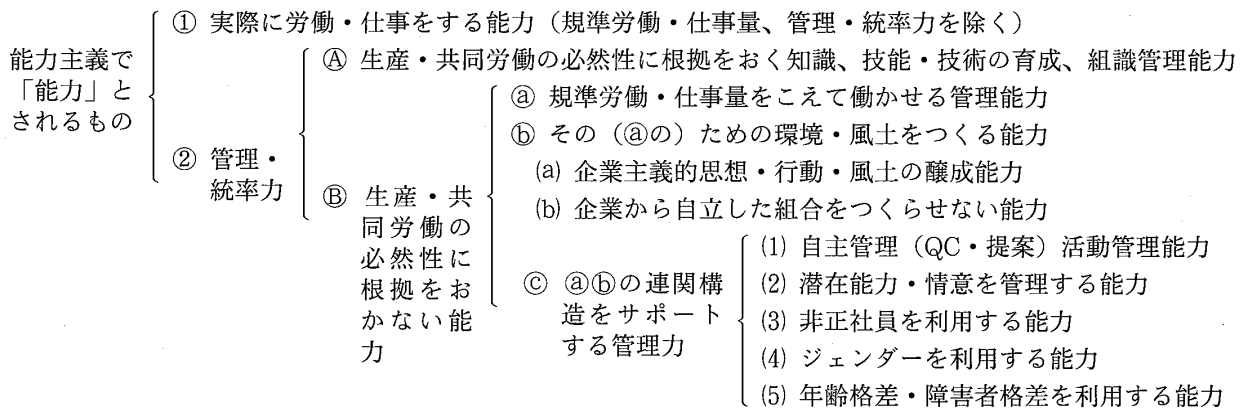 能力主義で
「能力」と
されるもの
① 実際に労働・仕事をする能力（規準労働・仕事量、管理・統率力を除く）
② 管理・
統率力
Ⓐ 生産・共同労働の必然性に根拠をおく知識、技能・技術の育成、組識管理能力
Ⓑ 生産・共
同労働の
必然性に
根拠をお
かない能
力
ⓐ 規準労働・仕事量をこえて働かせる管理能力
ⓑ その（ⓐの）ための環境・風土をつくる能力
(a) 企業主義的思想・行動・風土の醸成能力
(b) 企業から自立した組合をつくらせない能力
ⓒ ⓐⓑの連関構
造をサポート
する管理力
(1) 自主管理（QC・提案）活動管理能力
(2) 潜在能力・情意を管理する能力
(3) 非正社員を利用する能力
(4) ジェンダーを利用する能力
(5) 年齢格差・障害者格差を利用する能力